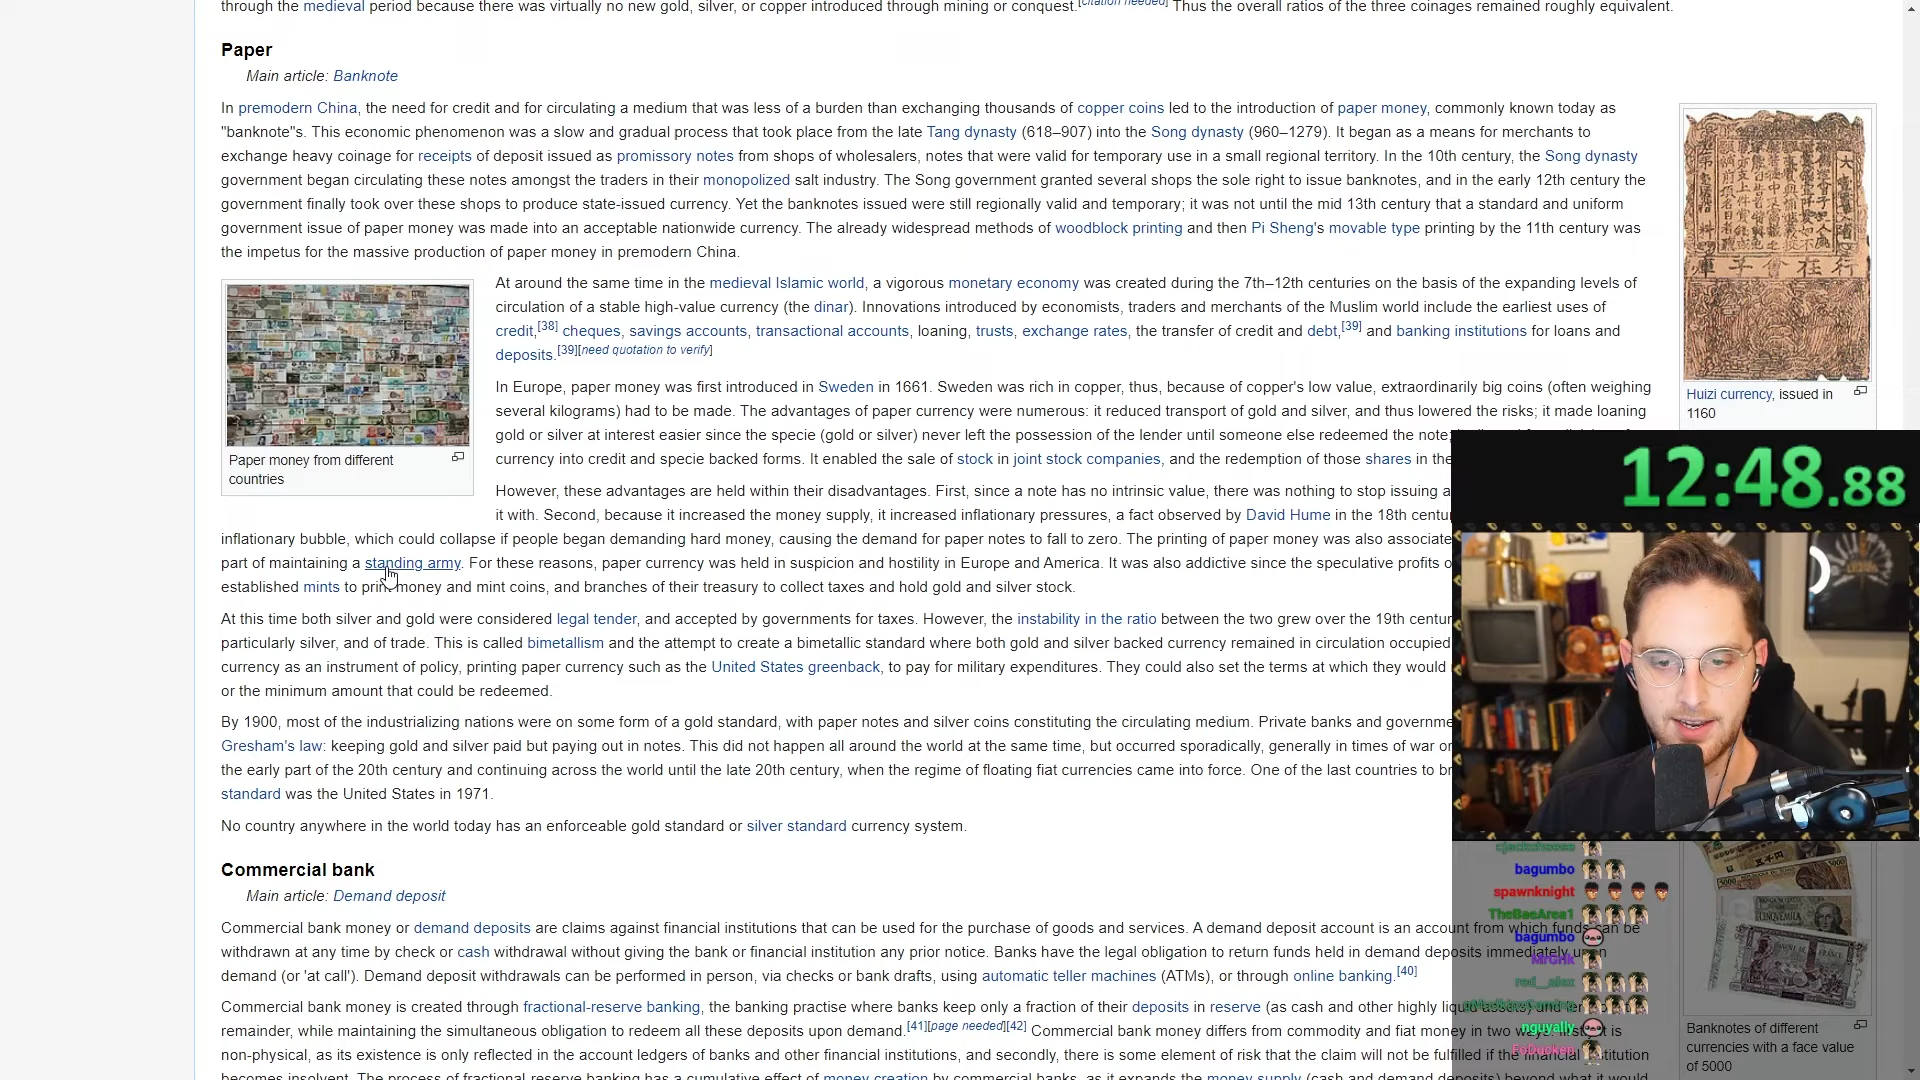 through the medieval period because there was virtually no new gold, silver, or copper introduced through mining or conquest.[citation needed] Thus the overall ratios of the three coinages remained roughly equivalent.
Paper
Main article: Banknote
In premodern China, the need for credit and for circulating a medium that was less of a burden than exchanging thousands of copper coins led to the introduction of paper money, commonly known today as
"banknote"s. This economic phenomenon was a slow and gradual process that took place from the late Tang dynasty (618–907) into the Song dynasty (960–1279). It began as a means for merchants to
exchange heavy coinage for receipts of deposit issued as promissory notes from shops of wholesalers, notes that were valid for temporary use in a small regional territory. In the 10th century, the Song dynasty
government began circulating these notes amongst the traders in their monopolized salt industry. The Song government granted several shops the sole right to issue banknotes, and in the early 12th century the
government finally took over these shops to produce state-issued currency. Yet the banknotes issued were still regionally valid and temporary; it was not until the mid 13th century that a standard and uniform
government issue of paper money was made into an acceptable nationwide currency. The already widespread methods of woodblock printing and then Pi Sheng's movable type printing by the 11th century was
the impetus for the massive production of paper money in premodern China.
Huizi currency, issued in
1160
Paper money from different
countries
At around the same time in the medieval Islamic world, a vigorous monetary economy was created during the 7th–12th centuries on the basis of the expanding levels of
circulation of a stable high-value currency (the dinar). Innovations introduced by economists, traders and merchants of the Muslim world include the earliest uses of
credit,[38] cheques, savings accounts, transactional accounts, loaning, trusts, exchange rates, the transfer of credit and debt,[39] and banking institutions for loans and
deposits.[39][need quotation to verify]
In Europe, paper money was first introduced in Sweden in 1661. Sweden was rich in copper, thus, because of copper's low value, extraordinarily big coins (often weighing
several kilograms) had to be made. The advantages of paper currency were numerous: it reduced transport of gold and silver, and thus lowered the risks; it made loaning
gold or silver at interest easier since the specie (gold or silver) never left the possession of the lender until someone else redeemed the note;
currency into credit and specie backed forms. It enabled the sale of stock in joint stock companies, and the redemption of those shares in the
However, these advantages are held within their disadvantages. First, since a note has no intrinsic value, there was nothing to stop issuing a
it with. Second, because it increased the money supply, it increased inflationary pressures, a fact observed by David Hume in the 18th centur
inflationary bubble, which could collapse if people began demanding hard money, causing the demand for paper notes to fall to zero. The printing of paper money was also associate
part of maintaining a standing army. For these reasons, paper currency was held in suspicion and hostility in Europe and America. It was also addictive since the speculative profits o
established mints to print money and mint coins, and branches of their treasury to collect taxes and hold gold and silver stock.
At this time both silver and gold were considered legal tender, and accepted by governments for taxes. However, the instability in the ratio between the two grew over the 19th centur
particularly silver, and of trade. This is called bimetallism and the attempt to create a bimetallic standard where both gold and silver backed currency remained in circulation occupied
currency as an instrument of policy, printing paper currency such as the United States greenback, to pay for military expenditures. They could also set the terms at which they would
or the minimum amount that could be redeemed.
By 1900, most of the industrializing nations were on some form of a gold standard, with paper notes and silver coins constituting the circulating medium. Private banks and governme
Gresham's law: keeping gold and silver paid but paying out in notes. This did not happen all around the world at the same time, but occurred sporadically, generally in times of war or
the early part of the 20th century and continuing across the world until the late 20th century, when the regime of floating fiat currencies came into force. One of the last countries to br
standard was the United States in 1971.
No country anywhere in the world today has an enforceable gold standard or silver standard currency system.
Commercial bank
Main article: Demand deposit
Commercial bank money or demand deposits are claims against financial institutions that can be used for the purchase of goods and services. A demand deposit account is an account from which funds can be
withdrawn at any time by check or cash withdrawal without giving the bank or financial institution any prior notice. Banks have the legal obligation to return funds held in demand deposits immediately upon
demand (or 'at call'). Demand deposit withdrawals can be performed in person, via checks or bank drafts, using automatic teller machines (ATMs), or through online banking.[40]
Commercial bank money is created through fractional-reserve banking, the banking practise where banks keep only a fraction of their deposits in reserve (as cash and other highly
remainder, while maintaining the simultaneous obligation to redeem all these deposits upon demand.[41][page needed][42] Commercial bank money differs from commodity and fiat money in two is
non-physical, as its existence is only reflected in the account ledgers of banks and other financial institutions, and secondly, there is some element of risk that the claim will not be fulfilled if the financial institution
becomes insolvent. The process of fractional-reserve banking has a cumulative effect of money creation by commercial banks, as it expands the money supply (cash and demand deposits) beyond what it would
12:48.88
bagumbo
spawnknight
TheBaeArea1
bagumbo
MrGrik
red__alex
nguyally
Banknotes of different
currencies with a face value
of 5000